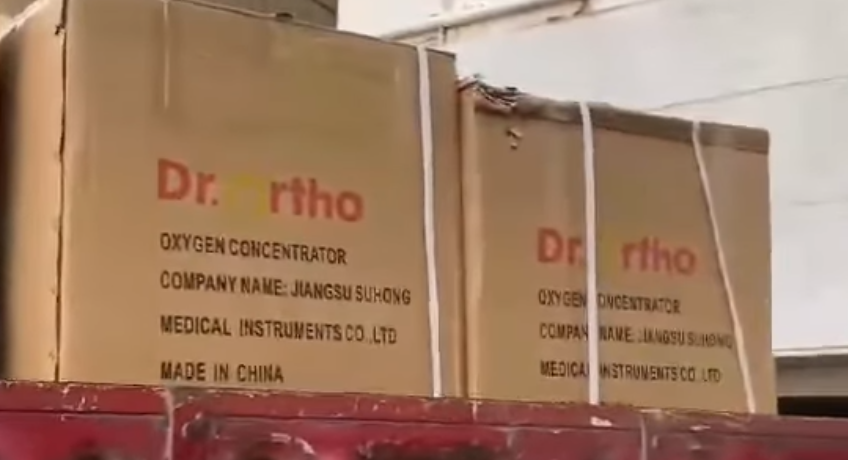 Dr. Ortho
OXYGEN CONCENTRATOR
COMPANY NAME: JIANGSU SUHONG
MEDICAL INSTRUMENTS CO.,LTD
MADE IN CHINA
Dr. Ortho
OXYGEN CONCENTRATOR
COMPANY NAME: JIANGSU SUHONG
MEDICAL INSTRUMENTS CO.,LTD